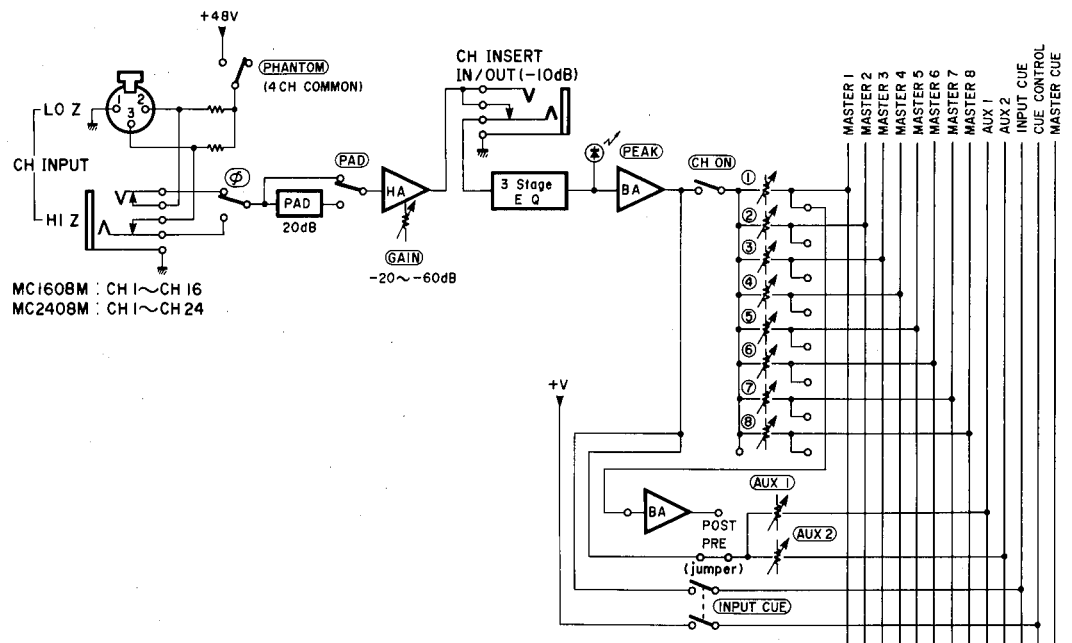 +48V
PHANTOM
(4 CH COMMON)
CH INSERT
IN/OUT (-10dB)
LO Z
1
2
3
CH INPUT
HI Z
φ
PAD
PAD
20dB
HA
GAIN
-20~-60dB
3 Stage
E Q
PEAK
BA
CH ON
MC1608M : CH 1~CH 16
MC2408M : CH 1~CH 24
①
②
③
④
⑤
⑥
⑦
⑧
MASTER 1
MASTER 2
MASTER 3
MASTER 4
MASTER 5
MASTER 6
MASTER 7
MASTER 8
AUX 1
AUX 2
INPUT CUE
CUE CONTROL
MASTER CUE
+V
BA
POST
PRE
(jumper)
AUX 1
AUX 2
INPUT CUE